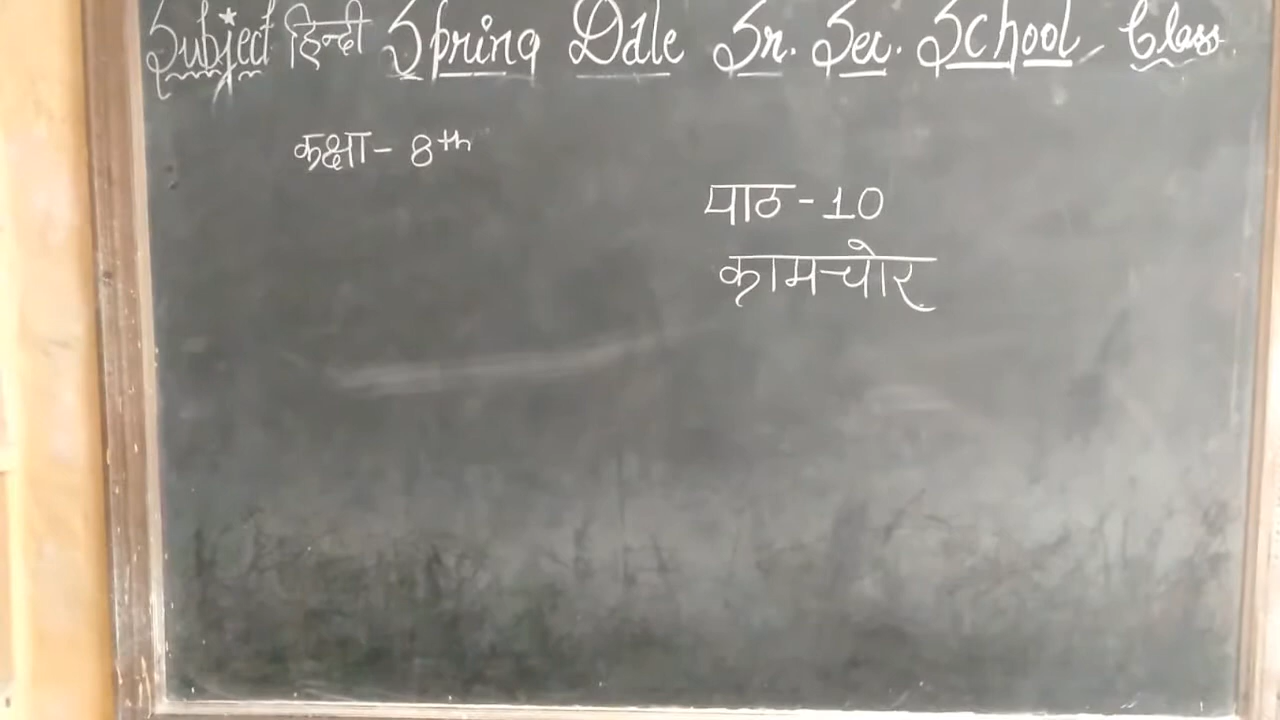 Subject हिन्दी Spring Dale Sr. Sec. School, Class.
कक्षा - 8th
पाठ - 10
कामचोर